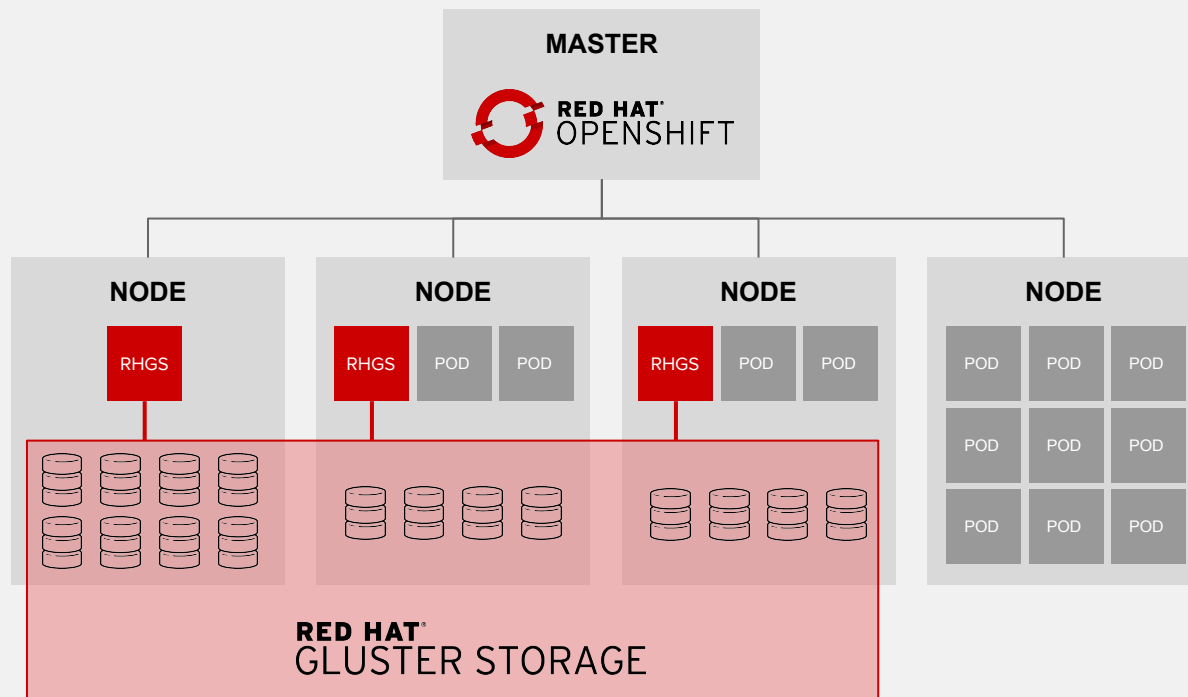 MASTER
RED HAT®
OPENSHIFT
NODE
RHGS
NODE
RHGS POD POD
NODE
RHGS POD POD
NODE
POD POD POD
POD POD POD
POD POD POD
RED HAT®
GLUSTER STORAGE